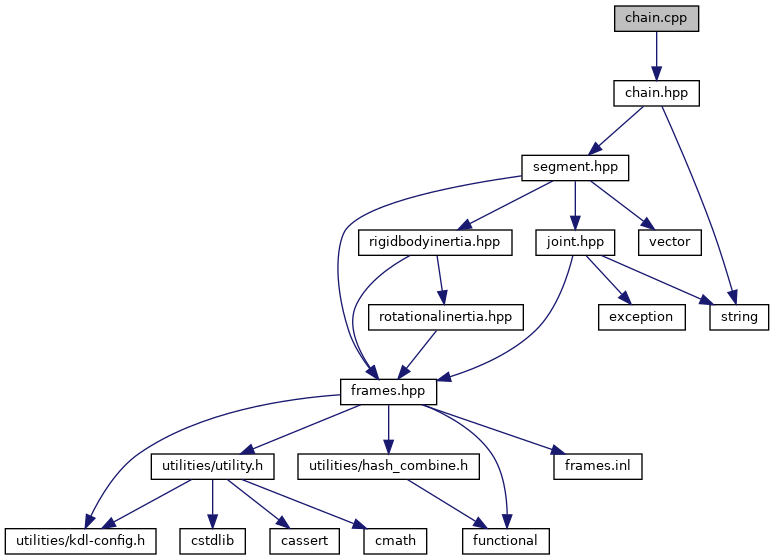 chain.cpp
chain.hpp
segment.hpp
rigidbodyinertia.hpp
joint.hpp
vector
rotationalinertia.hpp
exception
string
frames.hpp
utilities/utility.h
utilities/hash_combine.h
frames.inl
utilities/kdl-config.h
cstdlib
cassert
cmath
functional